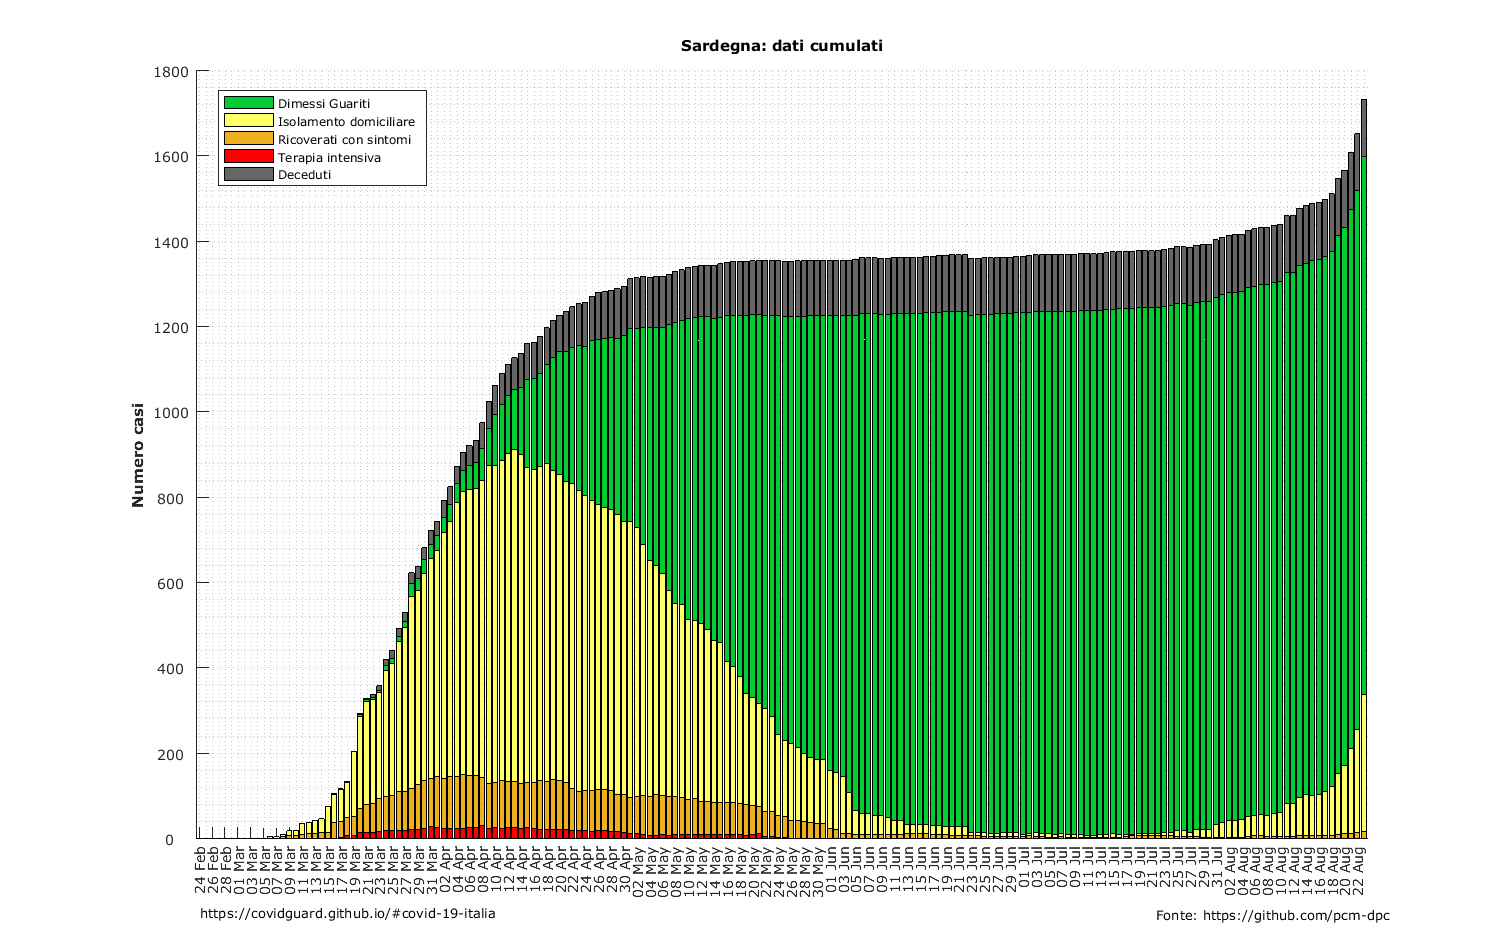 Sardegna: dati cumulati
Dimessi Guariti
Isolamento domiciliare
Ricoverati con sintomi
Terapia intensiva
Deceduti
Numero casi
1800
1600
1400
1200
1000
800
600
400
200
0
24 Feb
26 Feb
28 Feb
01 Mar
03 Mar
05 Mar
07 Mar
09 Mar
11 Mar
13 Mar
15 Mar
17 Mar
19 Mar
21 Mar
23 Mar
25 Mar
27 Mar
29 Mar
31 Mar
02 Apr
04 Apr
06 Apr
08 Apr
10 Apr
12 Apr
14 Apr
16 Apr
18 Apr
20 Apr
22 Apr
24 Apr
26 Apr
28 Apr
30 Apr
02 May
04 May
06 May
08 May
10 May
12 May
14 May
16 May
18 May
20 May
22 May
24 May
26 May
28 May
30 May
01 Jun
03 Jun
05 Jun
07 Jun
09 Jun
11 Jun
13 Jun
15 Jun
17 Jun
19 Jun
21 Jun
23 Jun
25 Jun
27 Jun
29 Jun
01 Jul
03 Jul
05 Jul
07 Jul
09 Jul
11 Jul
13 Jul
15 Jul
17 Jul
19 Jul
21 Jul
23 Jul
25 Jul
27 Jul
29 Jul
31 Jul
02 Aug
04 Aug
06 Aug
08 Aug
10 Aug
12 Aug
14 Aug
16 Aug
18 Aug
20 Aug
22 Aug
https://covidguard.github.io/#covid-19-italia
Fonte: https://github.com/pcm-dpc